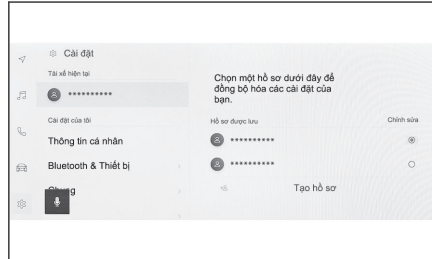 Cài đặt
Tài xế hiện tại
**********
Cài đặt của tôi
Thông tin cá nhân
Bluetooth & Thiết bị
Chung
Chọn một hồ sơ dưới đây để
đồng bộ hóa các cài đặt của
bạn.
Hồ sơ được lưu
Chỉnh sửa
**********
**********
Tạo hồ sơ